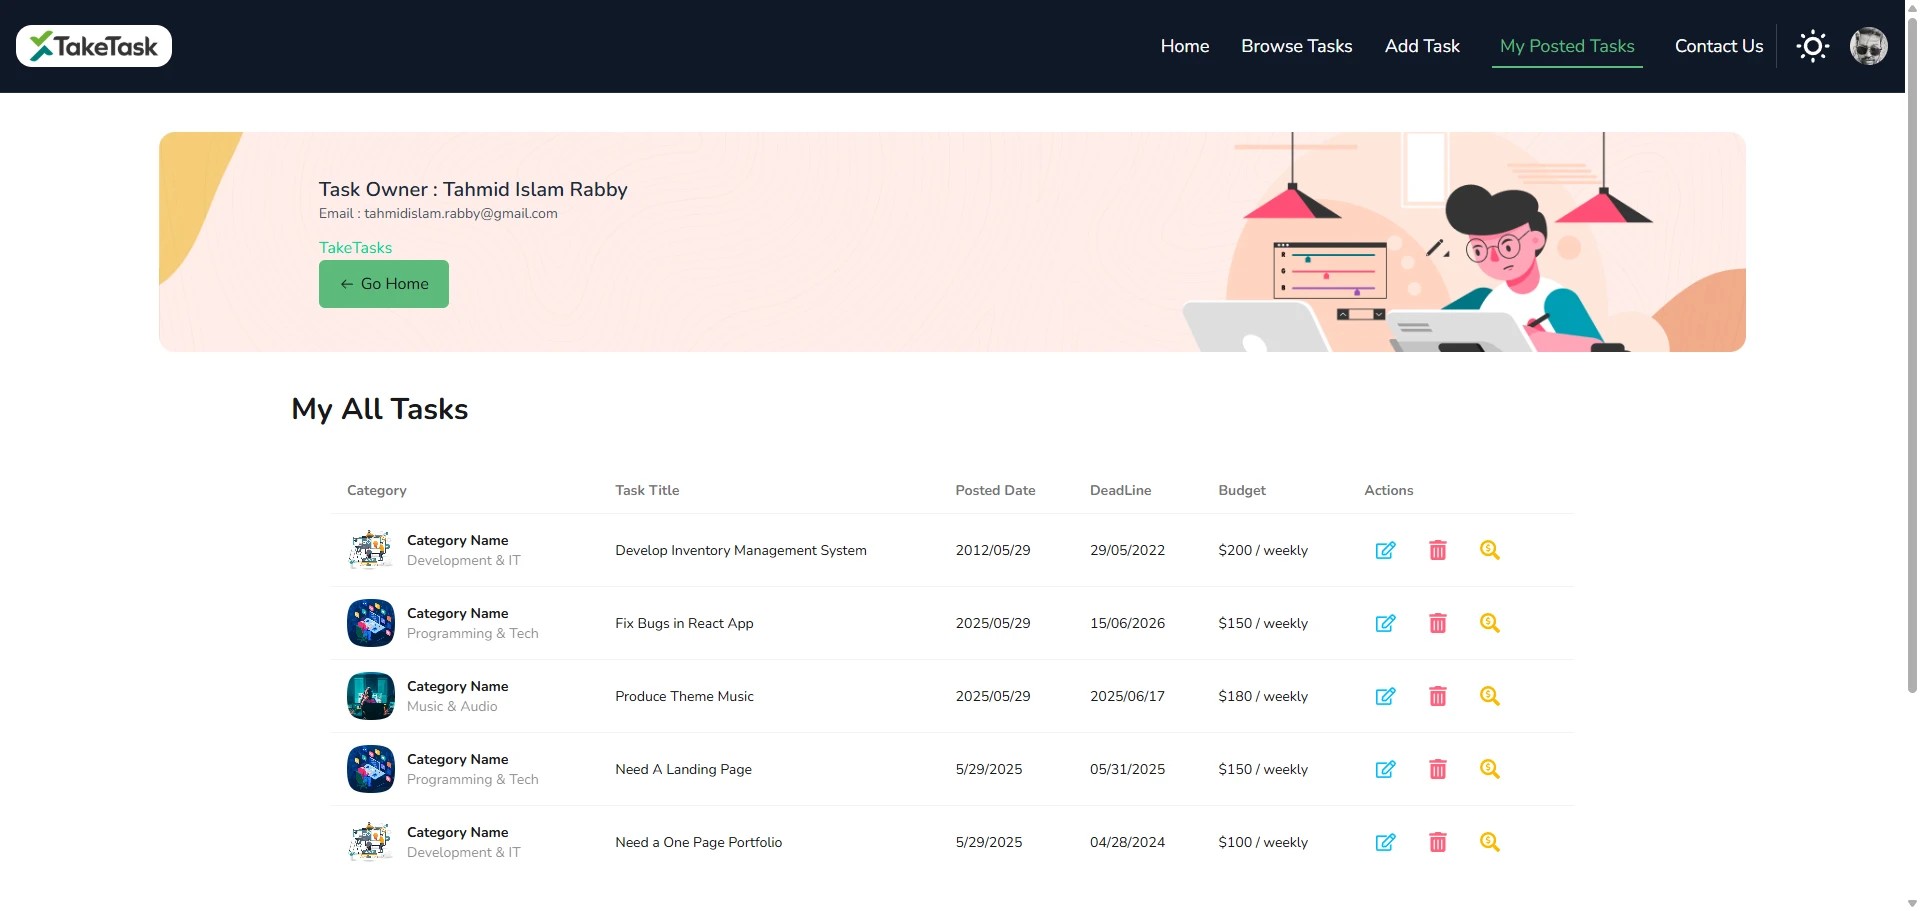 TakeTask
Home Browse Tasks Add Task My Posted Tasks Contact Us
Task Owner : Tahmid Islam Rabby
Email : tahmidislam.rabby@gmail.com
TakeTasks
← Go Home
R
G
B
My All Tasks
Category Task Title Posted Date DeadLine Budget Actions
Category Name
Development & IT
Develop Inventory Management System 2012/05/29 29/05/2022 $200 / weekly
Category Name
Programming & Tech
Fix Bugs in React App 2025/05/29 15/06/2026 $150 / weekly
Category Name
Music & Audio
Produce Theme Music 2025/05/29 2025/06/17 $180 / weekly
Category Name
Programming & Tech
Need A Landing Page 5/29/2025 05/31/2025 $150 / weekly
Category Name
Development & IT
Need a One Page Portfolio 5/29/2025 04/28/2024 $100 / weekly